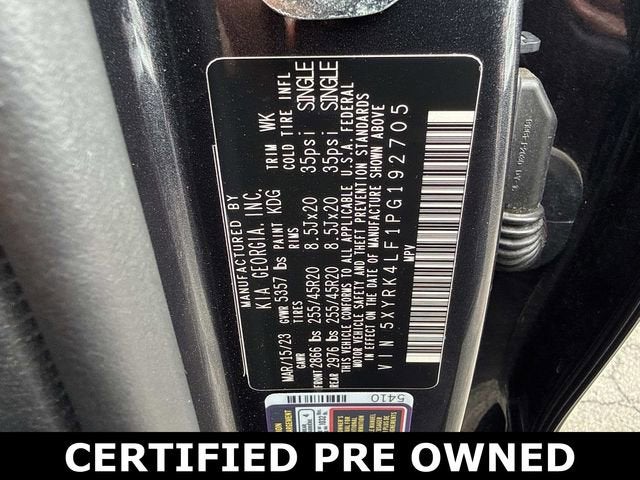 MANUFACTURED BY
KIA GEORGIA, INC.
MAR/15/23 GVWR 5357 lbs PAINT KDG TRIM WK
GAWR TIRES RIMS COLD TIRE INFL
FRONT 2866 lbs 255/45R20 8.5Jx20 35psi SINGLE
REAR 2976 lbs 255/45R20 8.5Jx20 35psi SINGLE
THIS VEHICLE CONFORMS TO ALL APPLICABLE U.S.A. FEDERAL
MOTOR VEHICLE SAFETY AND THEFT PREVENTION STANDARDS
IN EFFECT ON THE DATE OF MANUFACTURE SHOWN ABOVE
VIN 5XYRK4LF1PG192705
MPV
5410
CERTIFIED PRE OWNED